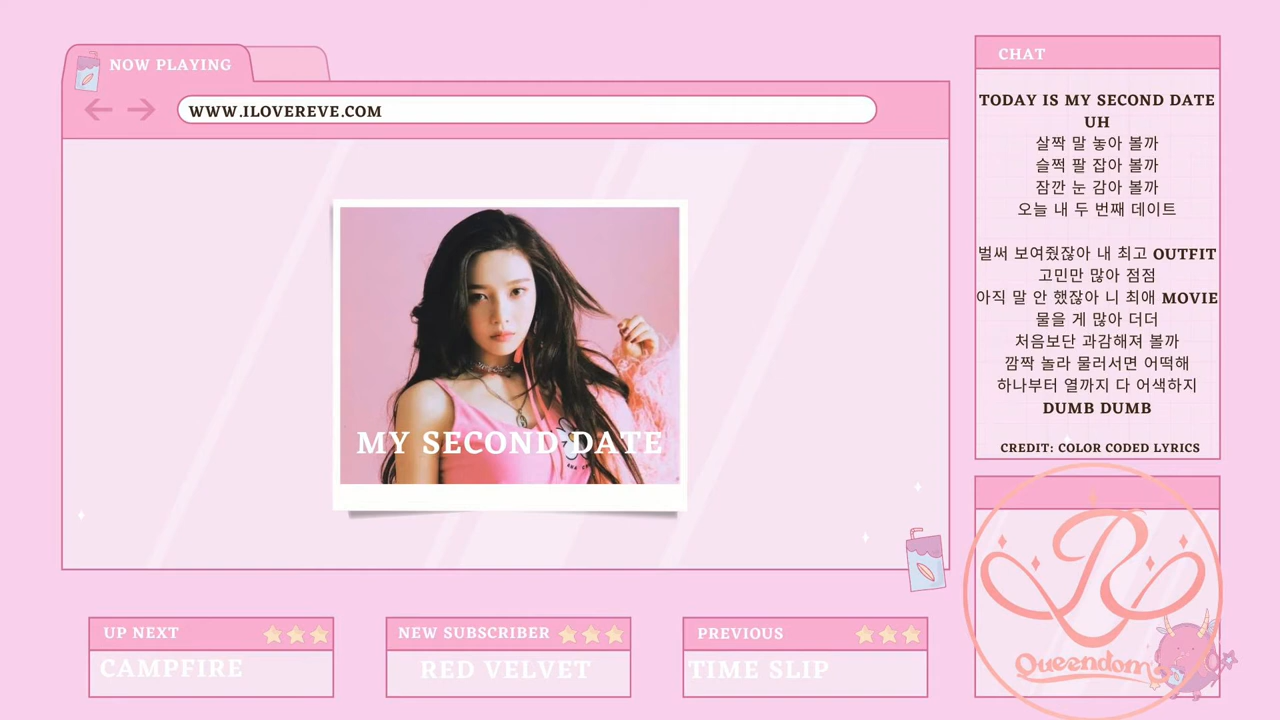 NOW PLAYING
WWW.ILOVEREVE.COM
MY SECOND DATE
UP NEXT
CAMPFIRE
NEW SUBSCRIBER
RED VELVET
PREVIOUS
TIME SLIP
CHAT
TODAY IS MY SECOND DATE
UH
살짝 말 놓아 볼까
슬쩍 팔 잡아 볼까
잠깐 눈 감아 볼까
오늘 내 두 번째 데이트
벌써 보여줬잖아 내 최고 OUTFIT
고민만 많아 점점
아직 말 안 했잖아 니 최애 MOVIE
물을 게 많아 더더
처음보단 과감해져 볼까
깜짝 놀라 물러서면 어떡해
하나부터 열까지 다 어색하지
DUMB DUMB
CREDIT: COLOR CODED LYRICS
R
Queendom